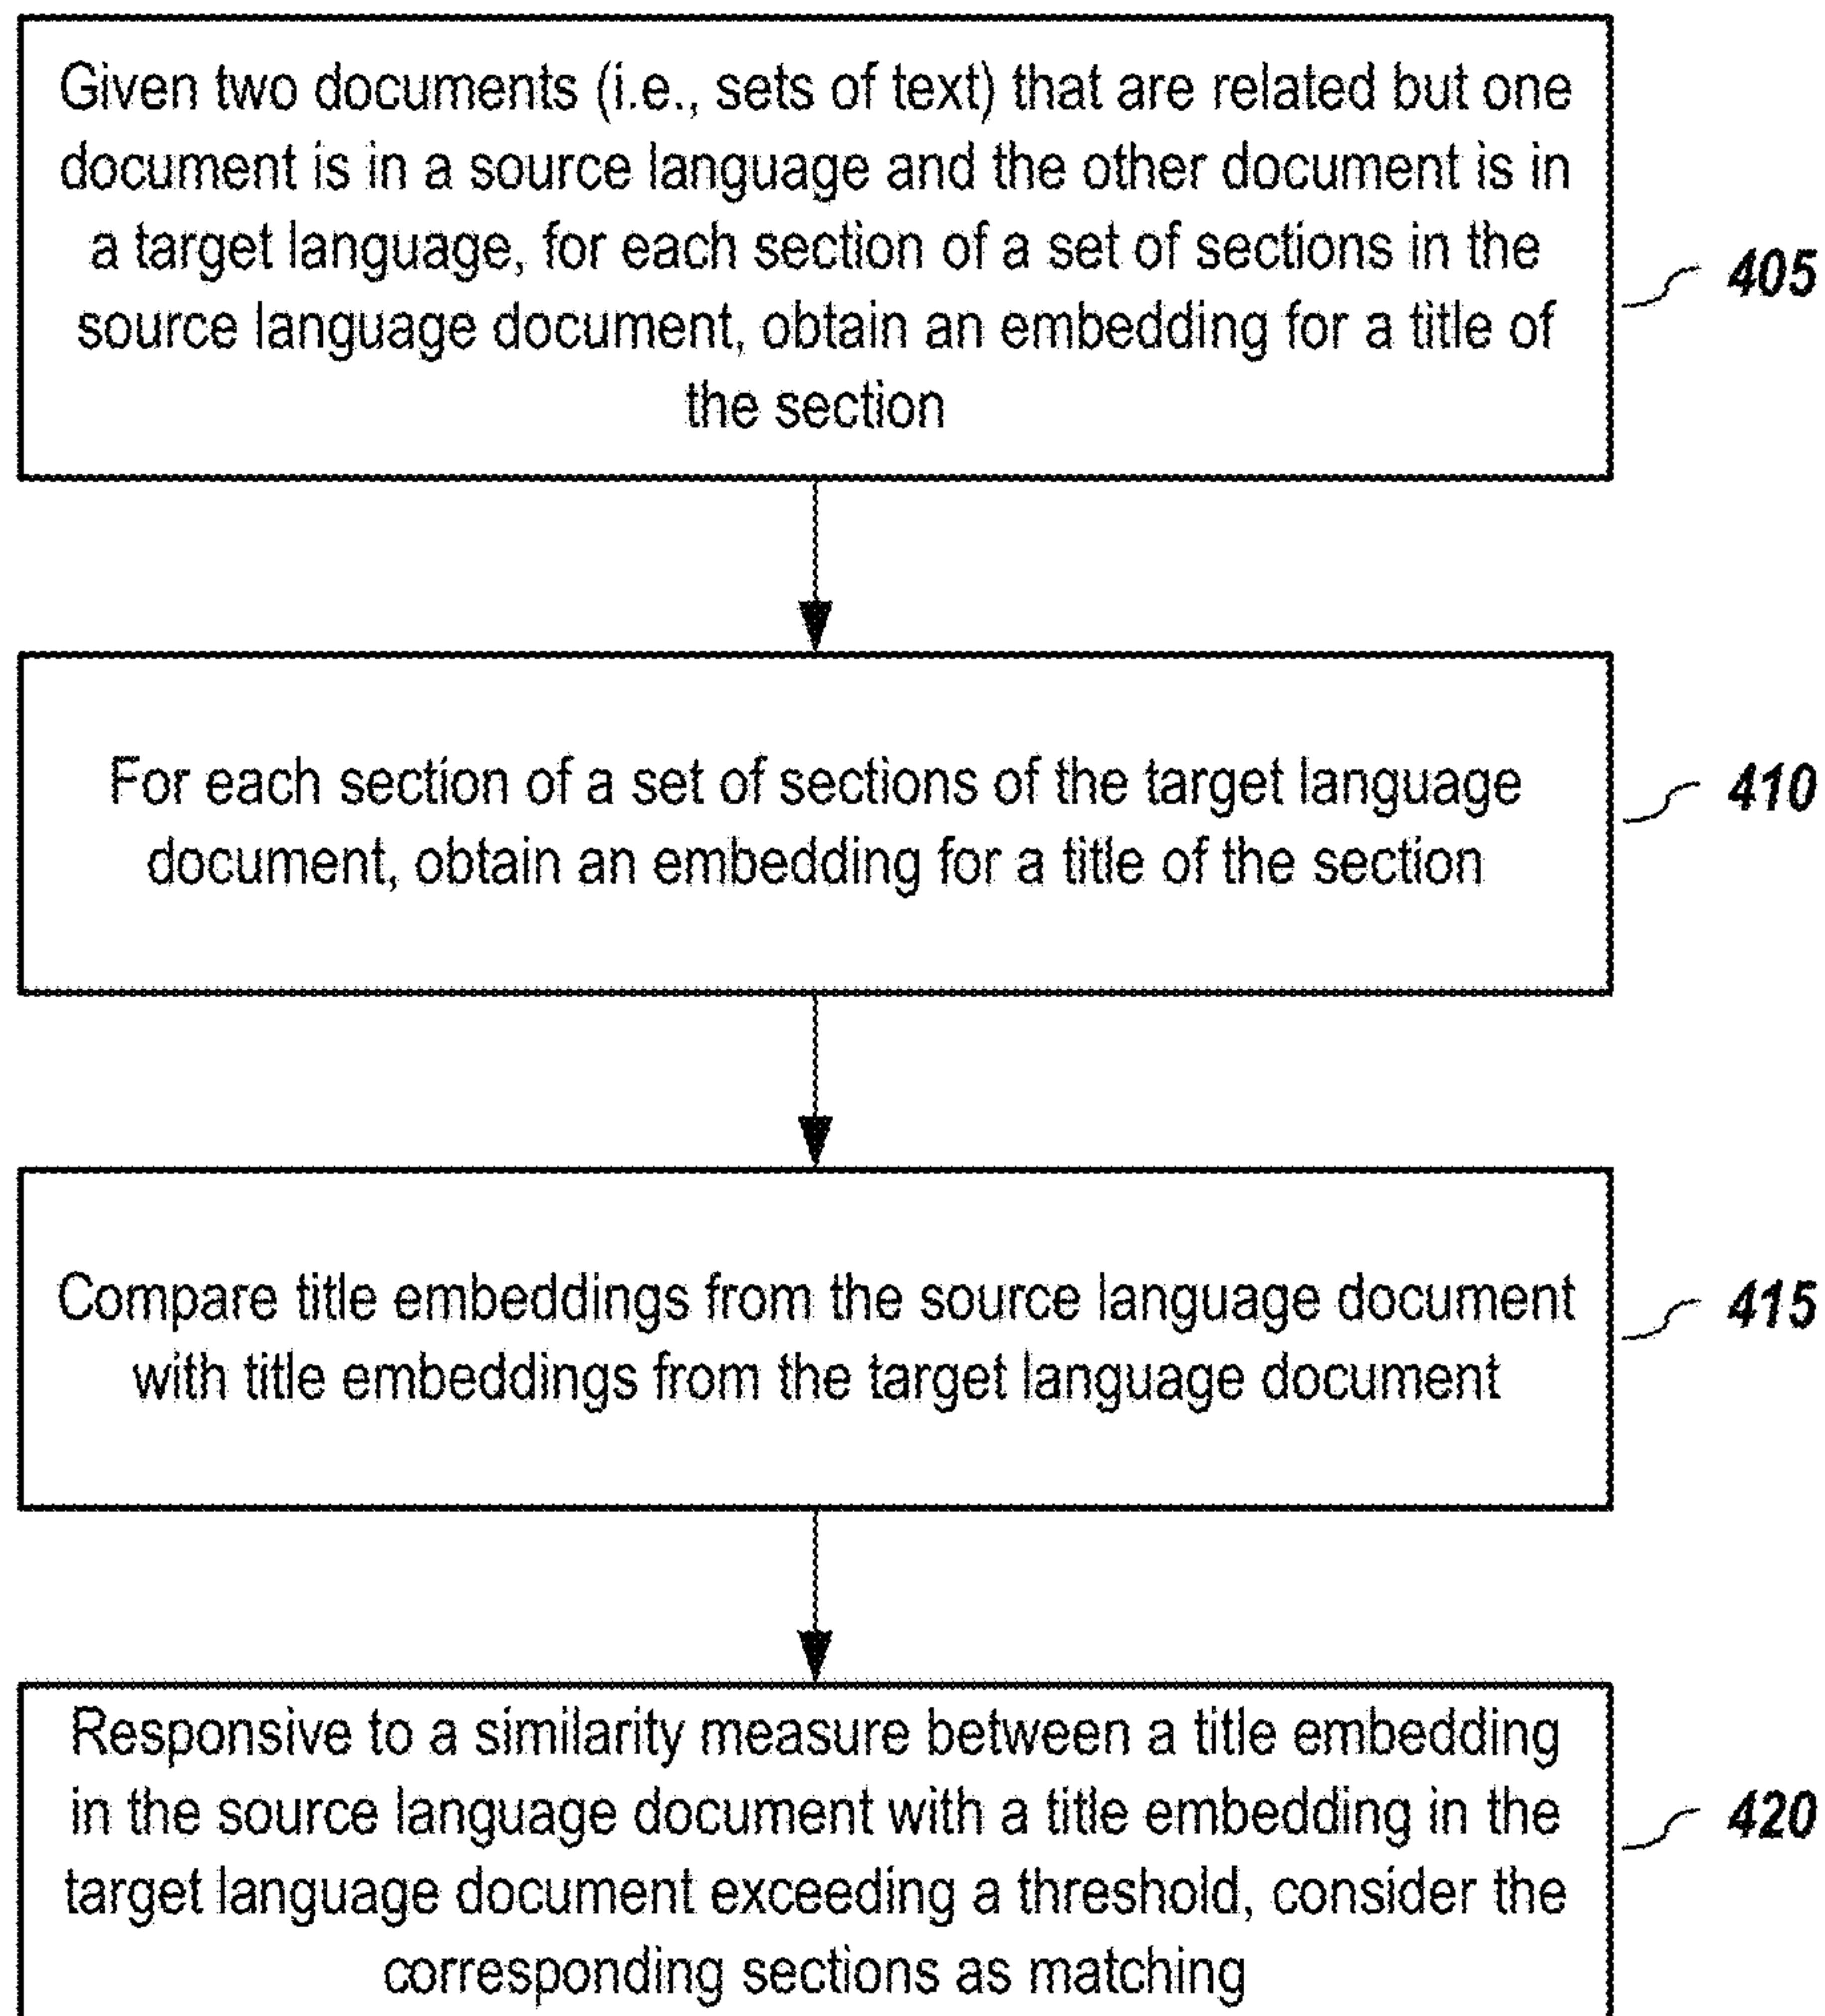 Given two documents (i.e., sets of text) that are related but one
document is in a source language and the other document is in
a target language, for each section of a set of sections in the
source language document, obtain an embedding for a title of
the section
405
For each section of a set of sections of the target language
document, obtain an embedding for a title of the section
410
Compare title embeddings from the source language document
with title embeddings from the target language document
415
Responsive to a similarity measure between a title embedding
in the source language document with a title embedding in the
target language document exceeding a threshold, consider the
corresponding sections as matching
420